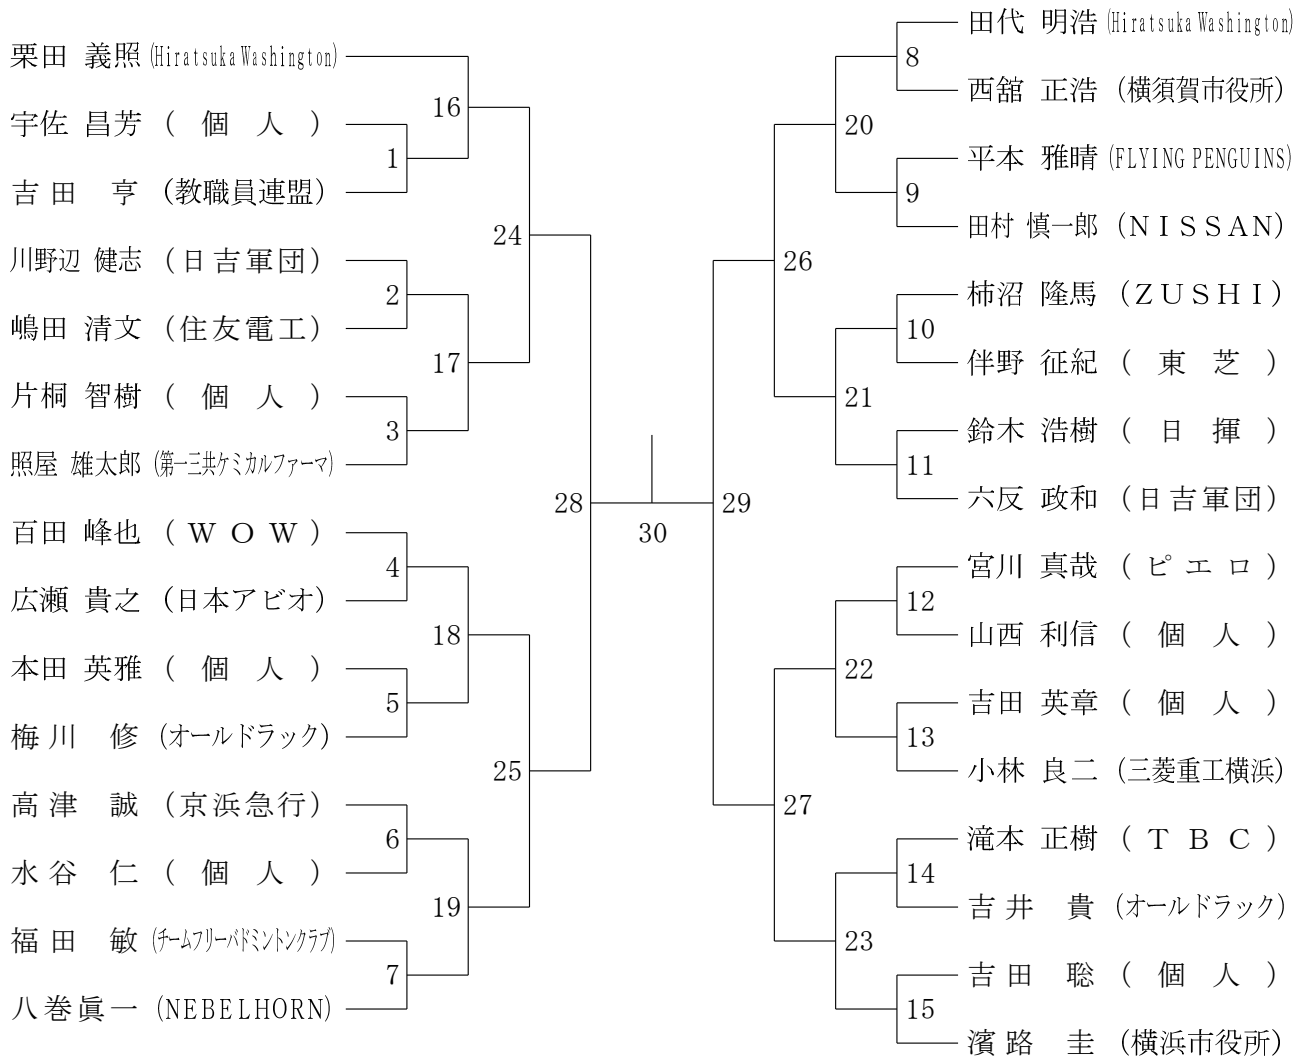 栗田 義照 (Hiratsuka Washington)
宇佐 昌芳 (個人)
吉田 亨 (教職員連盟)
川野辺 健志 (日吉軍団)
嶋田 清文 (住友電工)
片桐 智樹 (個人)
照屋 雄太郎 (第一三共ケミカルファーマ)
百田 峰也 (ＷＯＷ)
広瀬 貴之 (日本アビオ)
本田 英雅 (個人)
梅川 修 (オールドラック)
高津 誠 (京浜急行)
水谷 仁 (個人)
福田 敏 (チームフリーバドミントンクラブ)
八巻眞一 (NEBELHORN)
1
2
3
4
5
6
7
16
17
18
19
24
25
28
30
29
26
27
20
21
22
23
8
9
10
11
12
13
14
15
田代 明浩 (Hiratsuka Washington)
西舘 正浩 (横須賀市役所)
平本 雅晴 (FLYING PENGUINS)
田村 慎一郎 (ＮＩＳＳＡＮ)
柿沼 隆馬 (ＺＵＳＨＩ)
伴野 征紀 (東芝)
鈴木 浩樹 (日揮)
六反 政和 (日吉軍団)
宮川 真哉 (ピエロ)
山西 利信 (個人)
吉田 英章 (個人)
小林 良二 (三菱重工横浜)
滝本 正樹 (ＴＢＣ)
吉井 貴 (オールドラック)
吉田 聡 (個人)
濱路 圭 (横浜市役所)